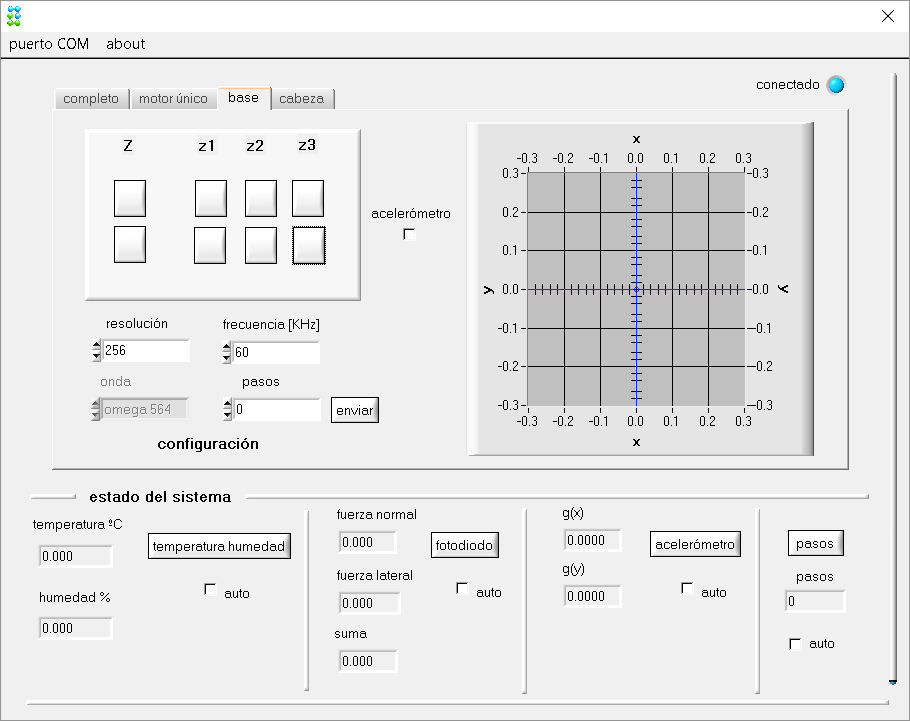 puerto COM about
conectado
completo motor único base cabeza
Z z1 z2 z3
acelerómetro
x
-0.3 -0.2 -0.1 0.0 0.1 0.2 0.3
0.3 -0.3
0.2 -0.2
0.1 -0.1
y 0.0 0.0 y
-0.1 -0.1
-0.2 -0.2
-0.3 -0.3
-0.3 -0.2 -0.1 0.0 0.1 0.2 0.3
x
resolución frecuencia [KHz]
256 60
onda pasos
omega 564 0 enviar
configuración
estado del sistema
temperatura ºC
0.000
temperatura humedad
auto
humedad %
0.000
fuerza normal
0.000
fotodiodo
auto
fuerza lateral
0.000
suma
0.000
g(x)
0.0000
acelerómetro
auto
g(y)
0.0000
pasos
pasos
0
auto